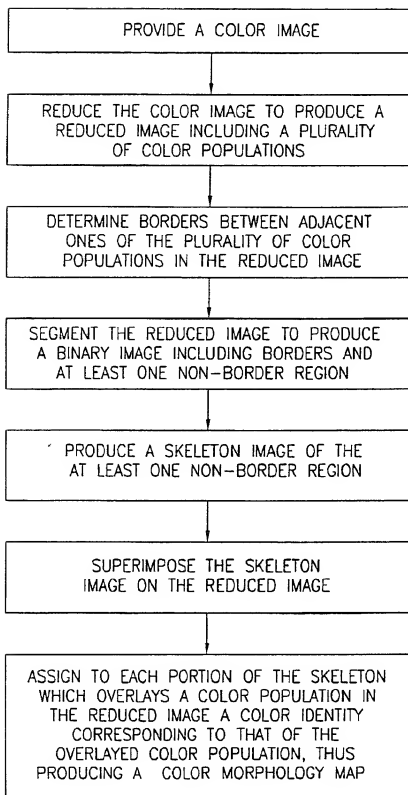 PROVIDE A COLOR IMAGE
REDUCE THE COLOR IMAGE TO PRODUCE A
REDUCED IMAGE INCLUDING A PLURALITY
OF COLOR POPULATIONS
DETERMINE BORDERS BETWEEN ADJACENT
ONES OF THE PLURALITY OF COLOR
POPULATIONS IN THE REDUCED IMAGE
SEGMENT THE REDUCED IMAGE TO PRODUCE
A BINARY IMAGE INCLUDING BORDERS AND
AT LEAST ONE NON-BORDER REGION
PRODUCE A SKELETON IMAGE OF THE
AT LEAST ONE NON-BORDER REGION
SUPERIMPOSE THE SKELETON
IMAGE ON THE REDUCED IMAGE
ASSIGN TO EACH PORTION OF THE SKELETON
WHICH OVERLAYS A COLOR POPULATION IN
THE REDUCED IMAGE A COLOR IDENTITY
CORRESPONDING TO THAT OF THE
OVERLAYED COLOR POPULATION, THUS
PRODUCING A COLOR MORPHOLOGY MAP